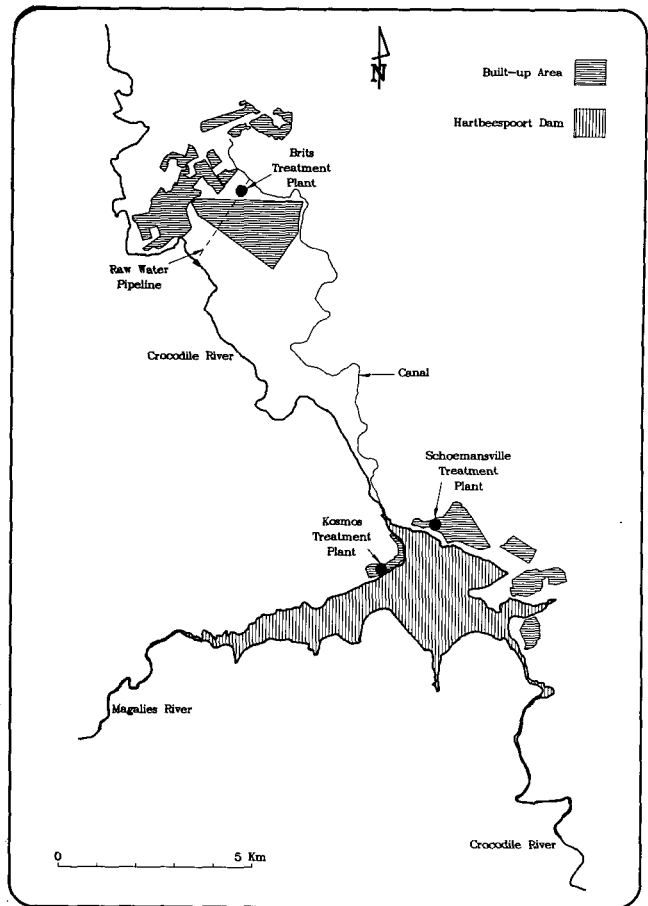 N
Built-up Area
Hartbeespoort Dam
Brits
Treatment
Plant
Raw Water
Pipeline
Crocodile River
Canal
Schoemansville
Treatment
Plant
Kosmos
Treatment
Plant
Magalies River
Crocodile River
0 5 Km